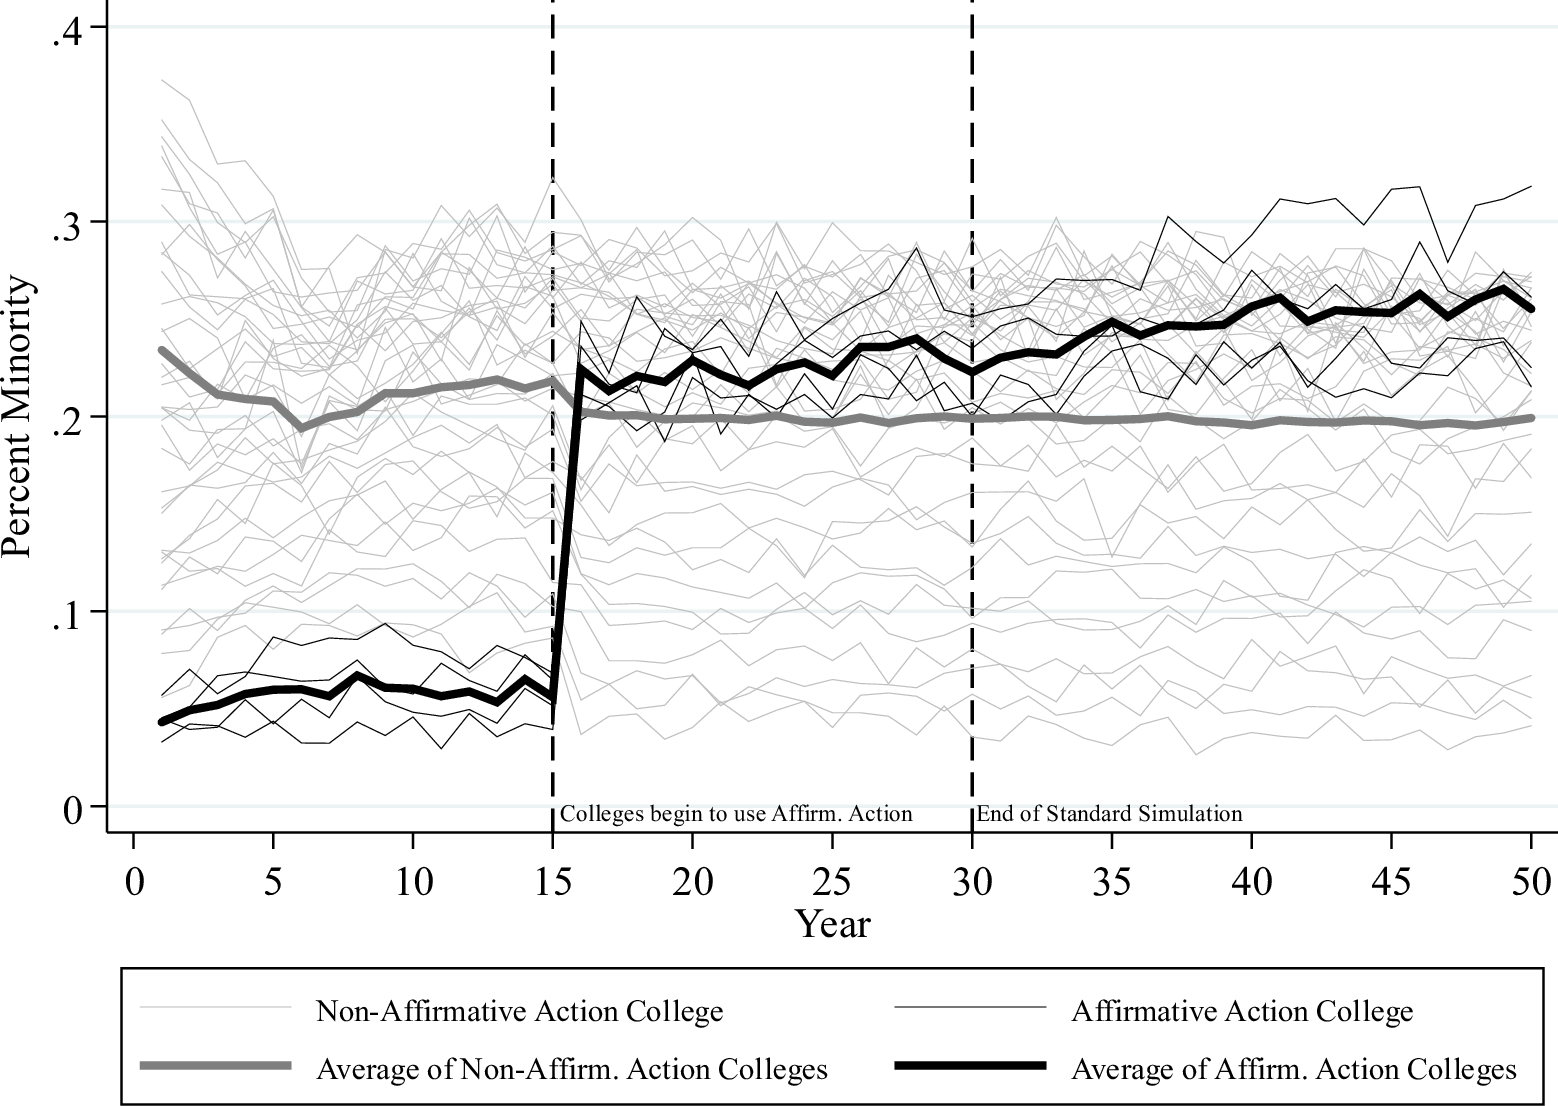 Percent Minority
.4
.3
.2
.1
0
Colleges begin to use Affirm. Action
End of Standard Simulation
0 5 10 15 20 25 30 35 40 45 50
Year
Non-Affirmative Action College
Affirmative Action College
Average of Non-Affirm. Action Colleges
Average of Affirm. Action Colleges